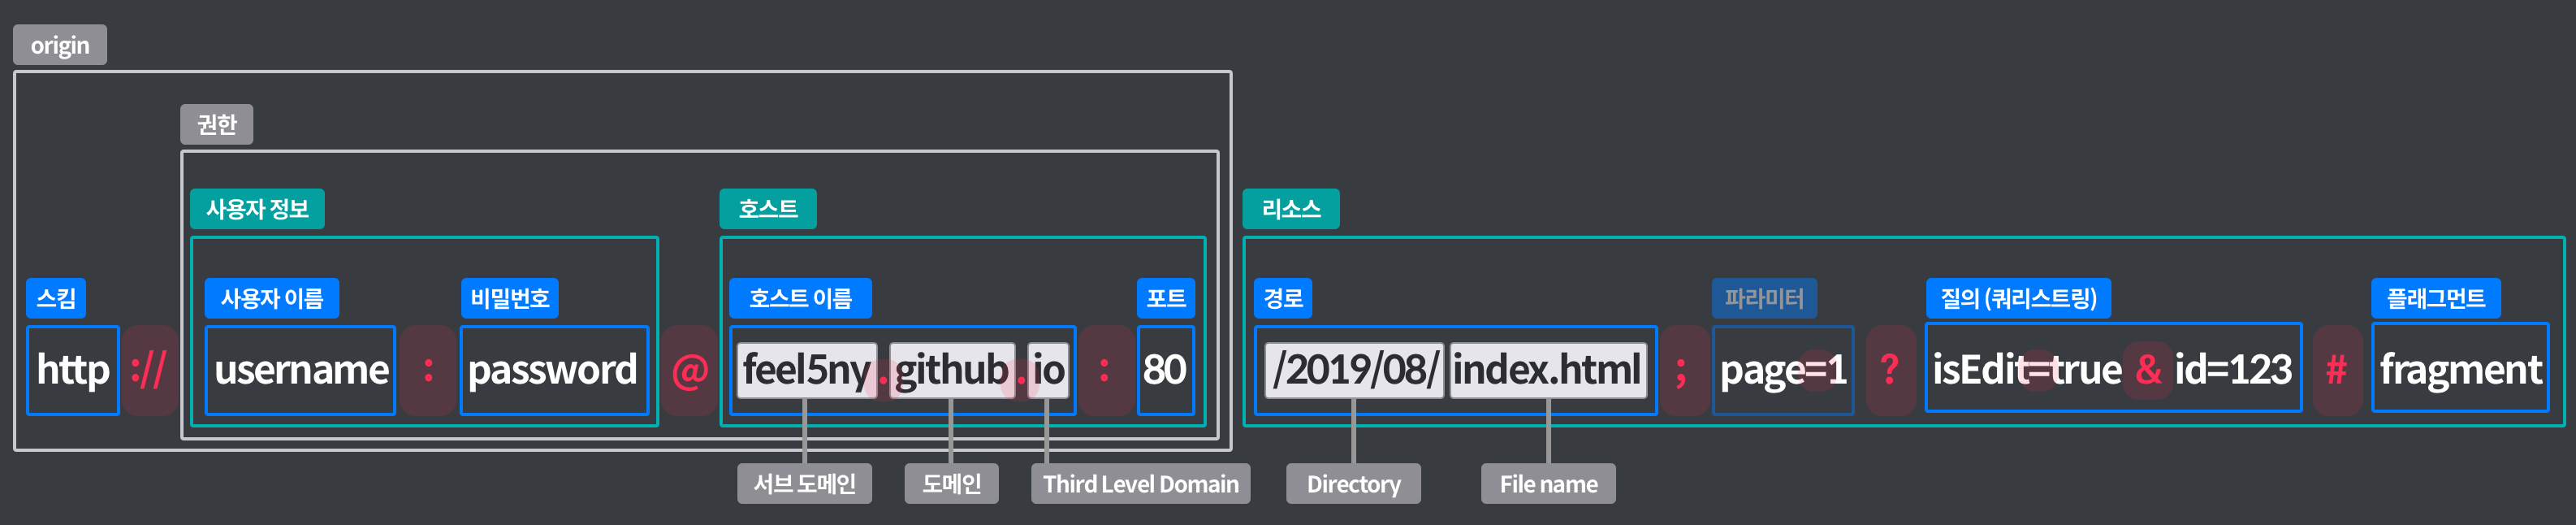 origin
권한
사용자 정보 호스트 리소스
스킴 사용자 이름 비밀번호 호스트 이름 포트 경로 파라미터 질의 (쿼리스트링) 플래그먼트
http :// username : password @ feel5ny . github . io : 80 /2019/08/ index.html ; page=1 ? isEdit=true & id=123 # fragment
서브 도메인 도메인 Third Level Domain Directory File name